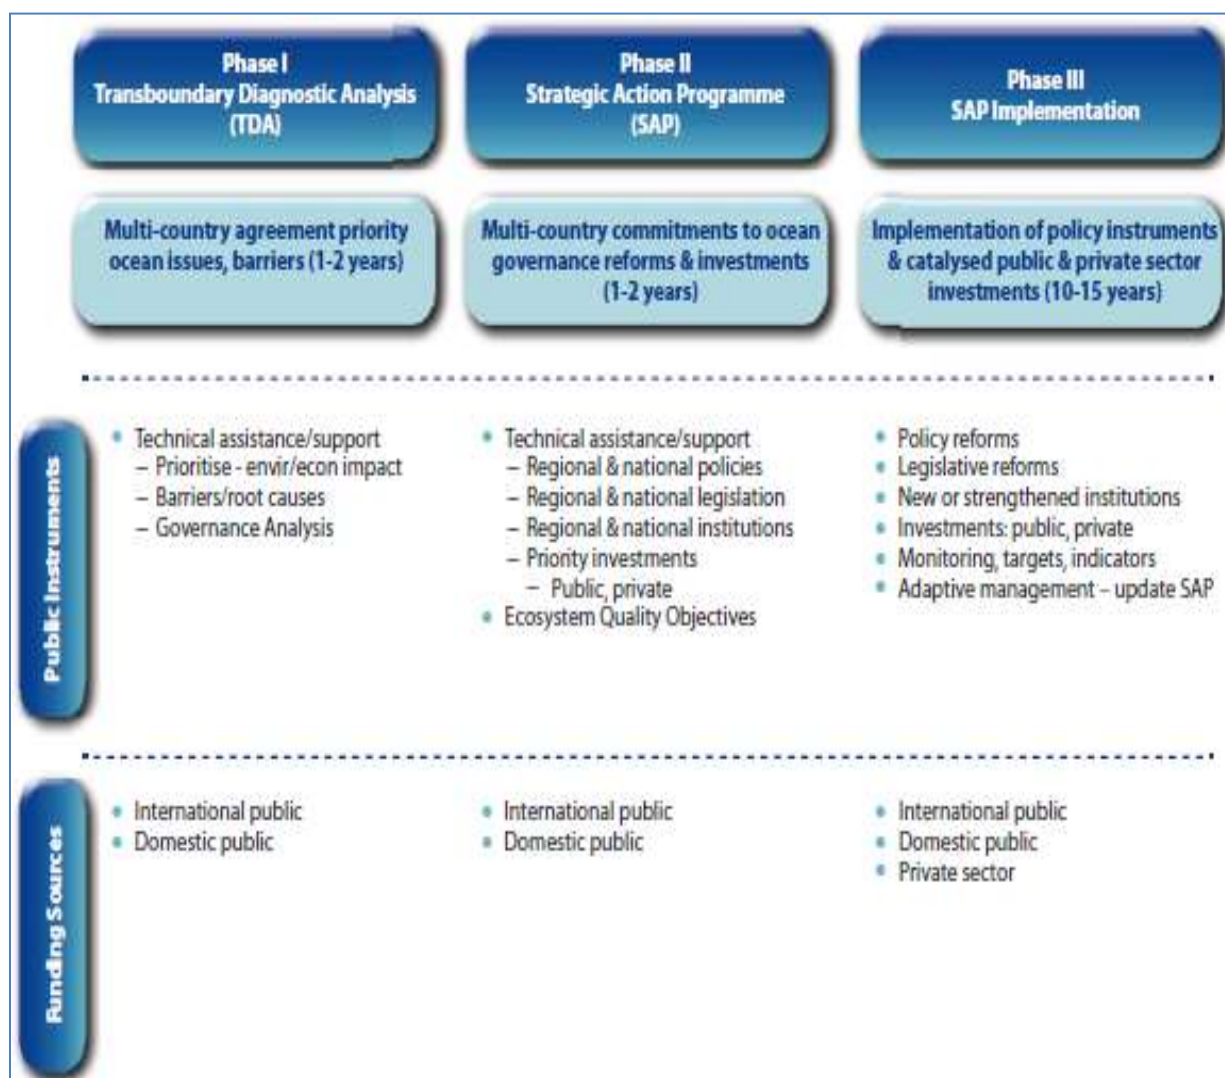 Phase I
Transboundary Diagnostic Analysis
(TDA)
Phase II
Strategic Action Programme
(SAP)
Phase III
SAP Implementation
Multi-country agreement priority
ocean issues, barriers (1-2 years)
Multi-country commitments to ocean
governance reforms & investments
(1-2 years)
Implementation of policy instruments
& catalysed public & private sector
investments (10-15 years)
Public Instruments
• Technical assistance/support
– Prioritise - envir/econ impact
– Barriers/root causes
– Governance Analysis
• Technical assistance/support
– Regional & national policies
– Regional & national legislation
– Regional & national institutions
– Priority investments
– Public, private
• Ecosystem Quality Objectives
• Policy reforms
• Legislative reforms
• New or strengthened institutions
• Investments: public, private
• Monitoring, targets, indicators
• Adaptive management – update SAP
Funding Sources
• International public
• Domestic public
• International public
• Domestic public
• International public
• Domestic public
• Private sector